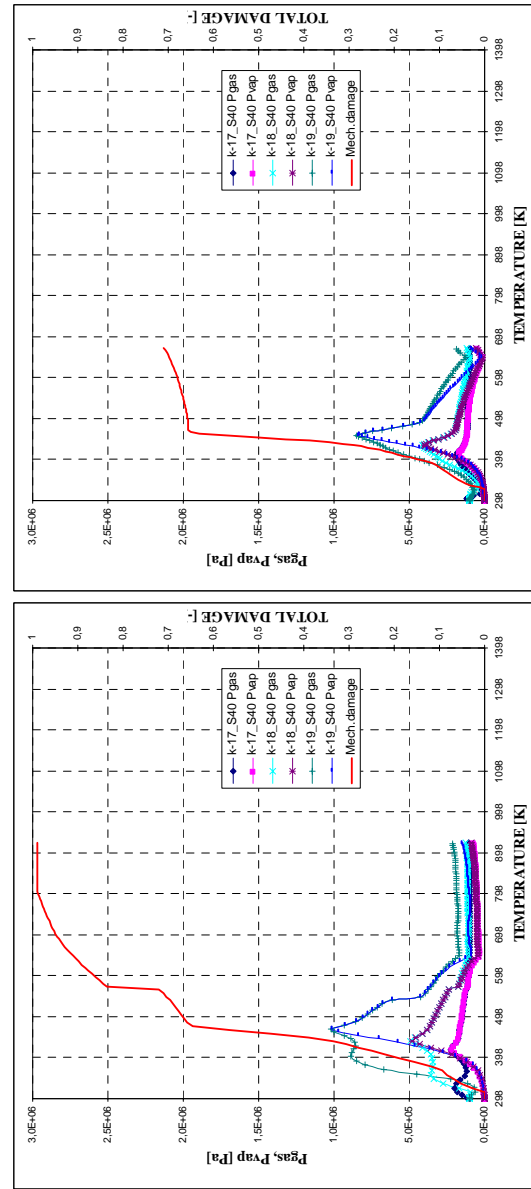 3.0E+06
2.5E+06
2.0E+06
1.5E+06
1.0E+06
5.0E+05
0.0E+00
Pgas, Pvap [Pa]
298
398
498
598
698
798
898
998
1098
1198
1298
1398
TEMPERATURE [K]
1
0,9
0,8
0,7
0,6
0,5
0,4
0,3
0,2
0,1
0
TOTAL DAMAGE [-
k-17_S40 Pgas
k-17_S40 Pvap
k-18_S40 Pgas
k-18_S40 Pvap
k-19_S40 Pgas
k-19_S40 Pvap
Mech.damage
3.0E+06
2.5E+06
2.0E+06
1.5E+06
1.0E+06
5.0E+05
0.0E+00
Pgas, Pvap [Pa]
298
398
498
598
698
798
898
998
1098
1198
1298
1398
TEMPERATURE [K]
1
0,9
0,8
0,7
0,6
0,5
0,4
0,3
0,2
0,1
0
TOTAL DAMAGE [-
k-17_S40 Pgas
k-17_S40 Pvap
k-18_S40 Pgas
k-18_S40 Pvap
k-19_S40 Pgas
k-19_S40 Pvap
Mech.damage